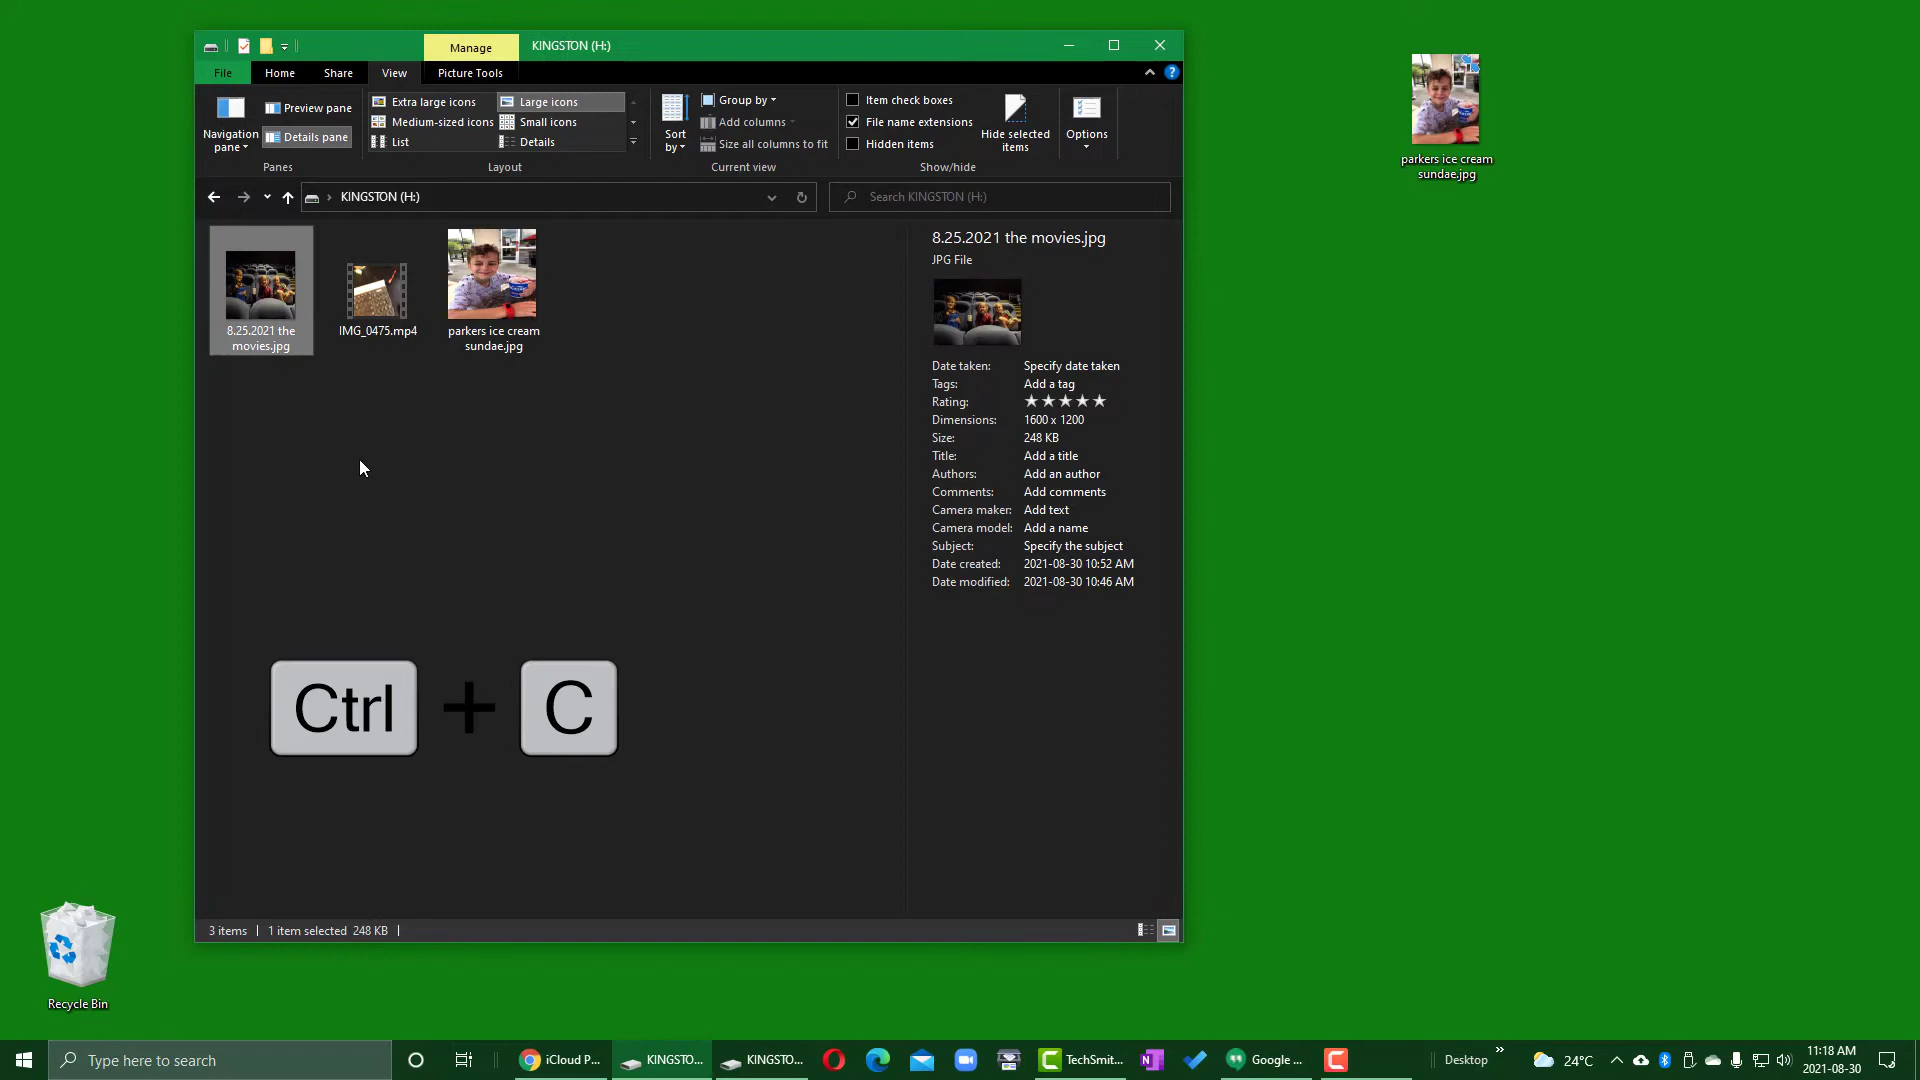 Manage
KINGSTON (H:)
File
Home
Share
View
Picture Tools
Navigation
pane
Preview pane
Details pane
Panes
Extra large icons
Large icons
Medium-sized icons
Small icons
List
Details
Layout
Sort
by
Group by
Add columns
Size all columns to fit
Current view
Item check boxes
File name extensions
Hidden items
Hide selected
items
Show/hide
Options
KINGSTON (H:)
Search KINGSTON (H:)
8.25.2021 the
movies.jpg
IMG_0475.mp4
parkers ice cream
sundae.jpg
8.25.2021 the movies.jpg
JPG File
Date taken: Specify date taken
Tags: Add a tag
Rating:
Dimensions: 1600 x 1200
Size: 248 KB
Title: Add a title
Authors: Add an author
Comments: Add comments
Camera maker: Add text
Camera model: Add a name
Subject: Specify the subject
Date created: 2021-08-30 10:52 AM
Date modified: 2021-08-30 10:46 AM
Ctrl + C
3 items 1 item selected 248 KB
parkers ice cream
sundae.jpg
Recycle Bin
Type here to search
iCloud P...
KINGSTO...
KINGSTO...
TechSmit...
Google ...
Desktop
24°C
11:18 AM
2021-08-30